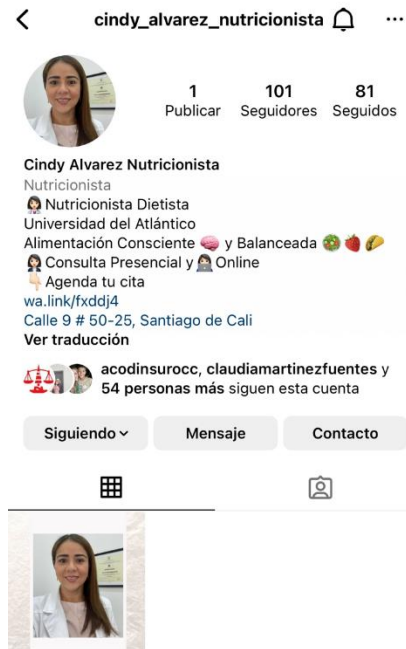 cindy_alvarez_nutricionista
1
Publicar
101
Seguidores
81
Seguidos
Cindy Alvarez Nutricionista
Nutricionista
👩🏻‍⚕️Nutricionista Dietista
Universidad del Atlántico
Alimentación Consciente 🧠 y Balanceada 🥗🍓🌮
👩🏻‍⚕️Consulta Presencial y 👩🏻‍💻Online
👇🏻Agenda tu cita
wa.link/fxddj4
Calle 9 # 50-25, Santiago de Cali
Ver traducción
acodinsurocc, claudiamartinezfuentes y
54 personas más siguen esta cuenta
Siguiendo
Mensaje
Contacto